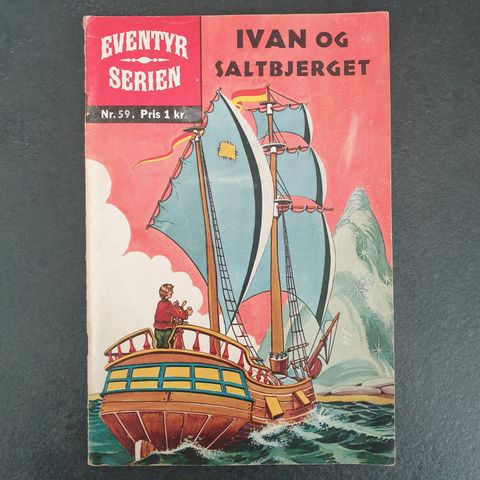 EVENTYR
SERIEN
Nr. 59. Pris 1 kr.
IVAN OG
SALTBJERGET